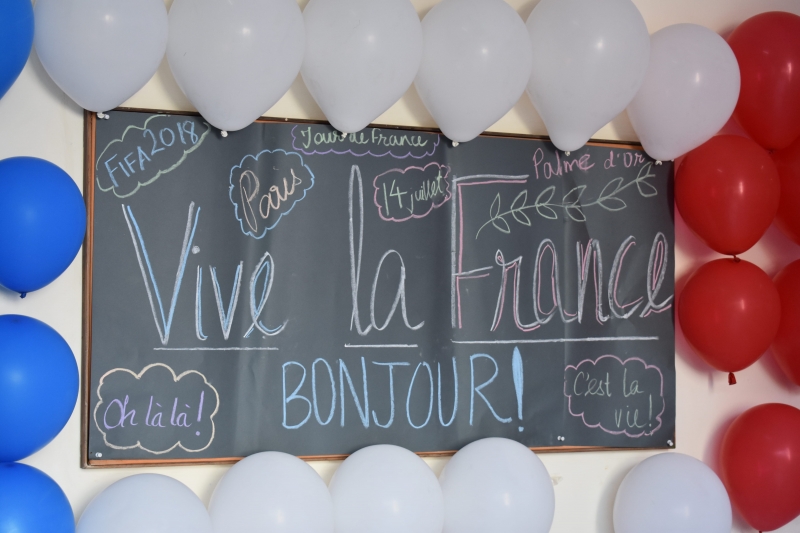 FIFA 2018
Tour de France
Paris
14, juillet
Palme d'or
Vive la France
BONJOUR!
Oh là là!
C'est la
vie!